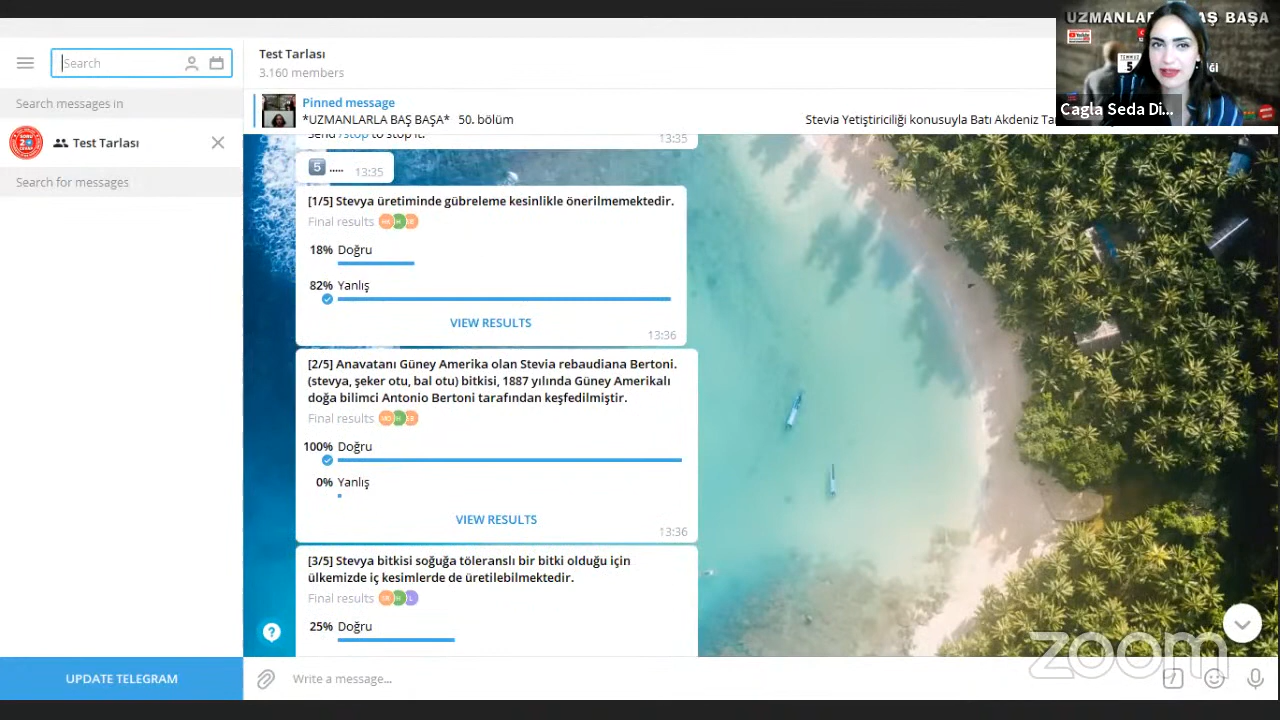 Search
Search messages in
Test Tarlası
Search for messages
UPDATE TELEGRAM
Test Tarlası
3.160 members
Pinned message
*UZMANLARLA BAŞ BAŞA* 50. bölüm Stevia Yetiştiriciliği konusuyla Batı Akdeniz
Send /stop to stop it. 13:35
5 ..... 13:35
[1/5] Stevya üretiminde gübreleme kesinlikle önerilmemektedir.
Final results
18% Doğru
82% Yanlış
VIEW RESULTS
13:36
[2/5] Anavatanı Güney Amerika olan Stevia rebaudiana Bertoni.
(stevya, şeker otu, bal otu) bitkisi, 1887 yılında Güney Amerikalı
doğa bilimci Antonio Bertoni tarafından keşfedilmiştir.
Final results
100% Doğru
0% Yanlış
VIEW RESULTS
13:36
[3/5] Stevya bitkisi soğuğa töleranslı bir bitki olduğu için
ülkemizde iç kesimlerde de üretilebilmektedir.
Final results
25% Doğru
Write a message...
Cagla Seda Di...
zoom